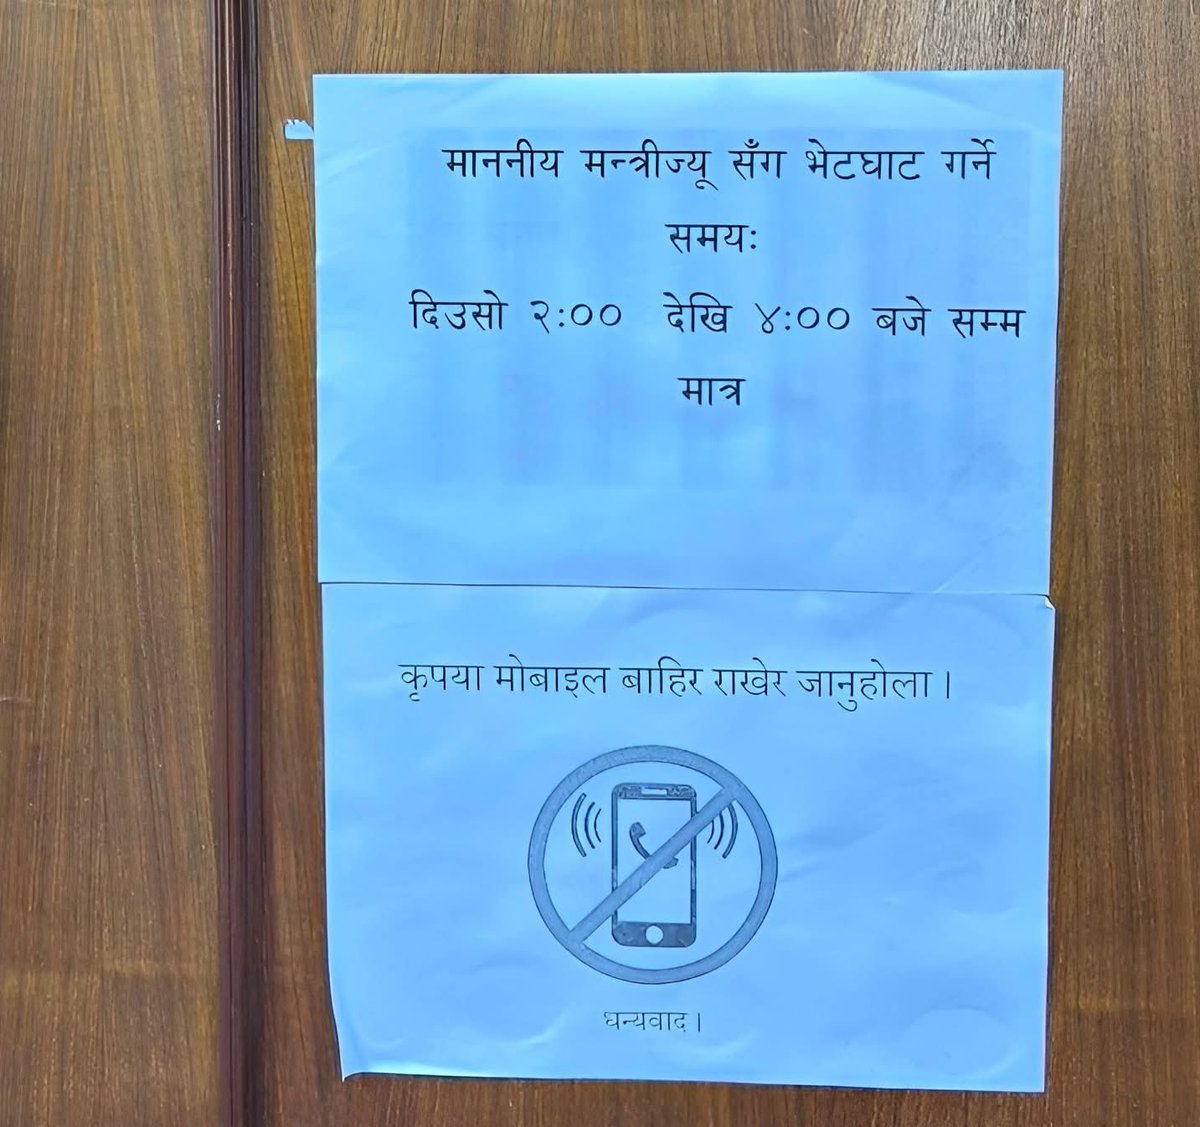 माननीय मन्त्रीज्यू सँग भेटघाट गर्ने
समयः
दिउसो २:०० देखि ४:०० बजे सम्म
मात्र
कृपया मोबाइल बाहिर राखेर जानुहोला ।
धन्यवाद ।